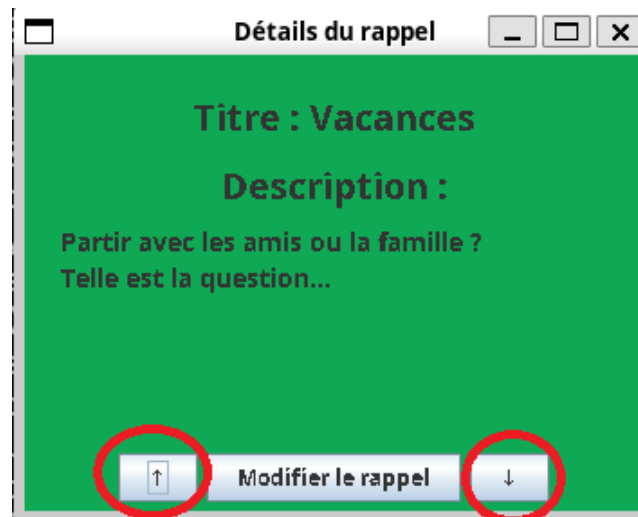 Détails du rappel
Titre : Vacances
Description :
Partir avec les amis ou la famille ?
Telle est la question...
↑ Modifier le rappel ↓